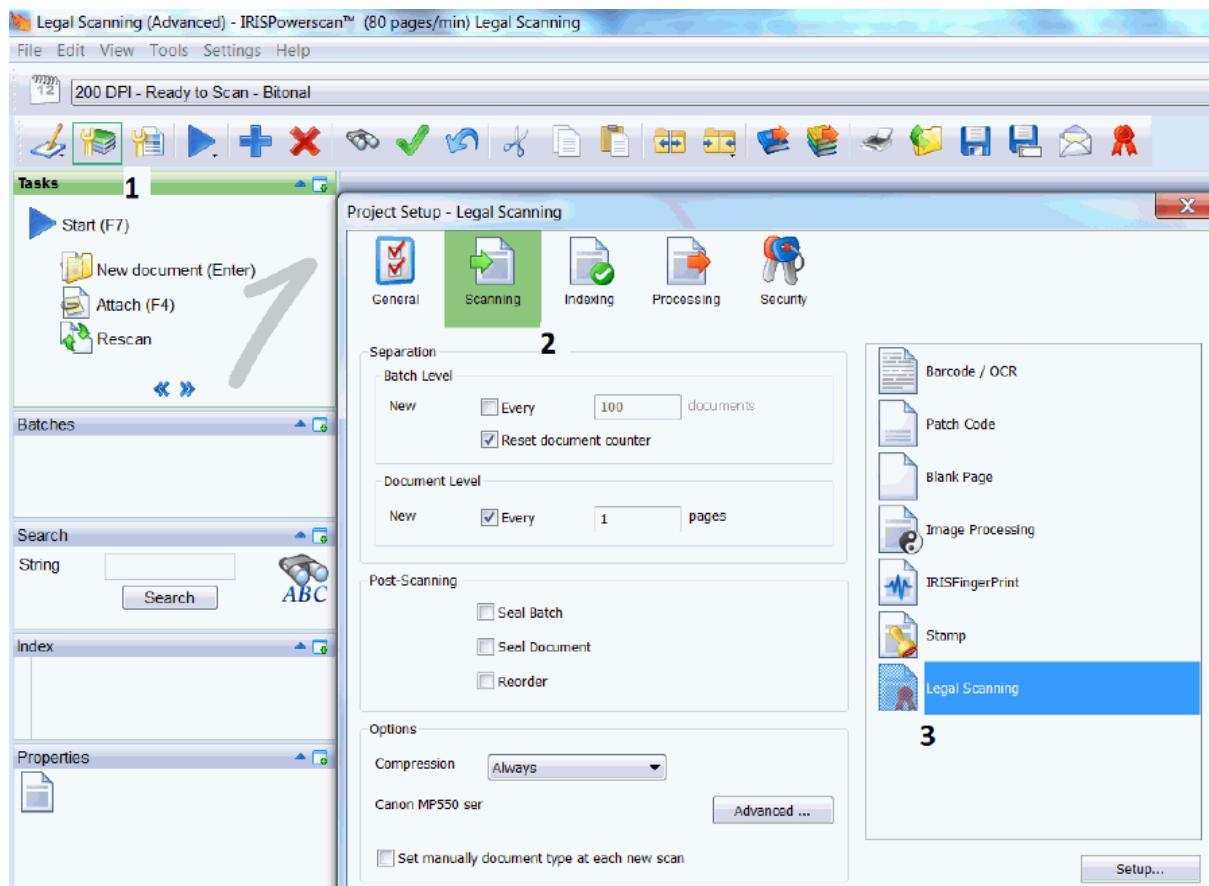 Legal Scanning (Advanced) - IRISPowerscan™ (80 pages/min) Legal Scanning
File Edit View Tools Settings Help
12
200 DPI - Ready to Scan - Bitonal
Tasks
1
Start (F7)
New document (Enter)
Attach (F4)
Rescan
1
Batches
Search
String
Search
ABC
Index
Properties
Project Setup - Legal Scanning
X
General Scanning Indexing Processing Security
2
Separation
Batch Level
New Every 100 documents
Reset document counter
Document Level
New Every 1 pages
Post-Scanning
Seal Batch
Seal Document
Reorder
Options
Compression Always
Canon MP550 ser Advanced ...
Set manually document type at each new scan
Barcode / OCR
Patch Code
Blank Page
Image Processing
IRISFingerPrint
Stamp
Legal Scanning
3
Setup...